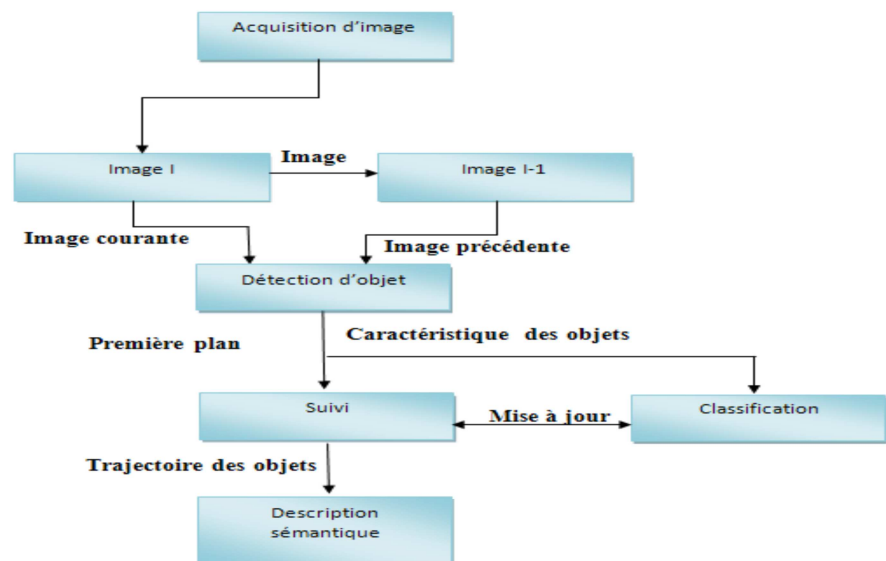 Acquisition d'image
Image I
Image
Image I-1
Image courante
Image précédente
Détection d'objet
Première plan
Caractéristique des objets
Suivi
Mise à jour
Classification
Trajectoire des objets
Description
sémantique